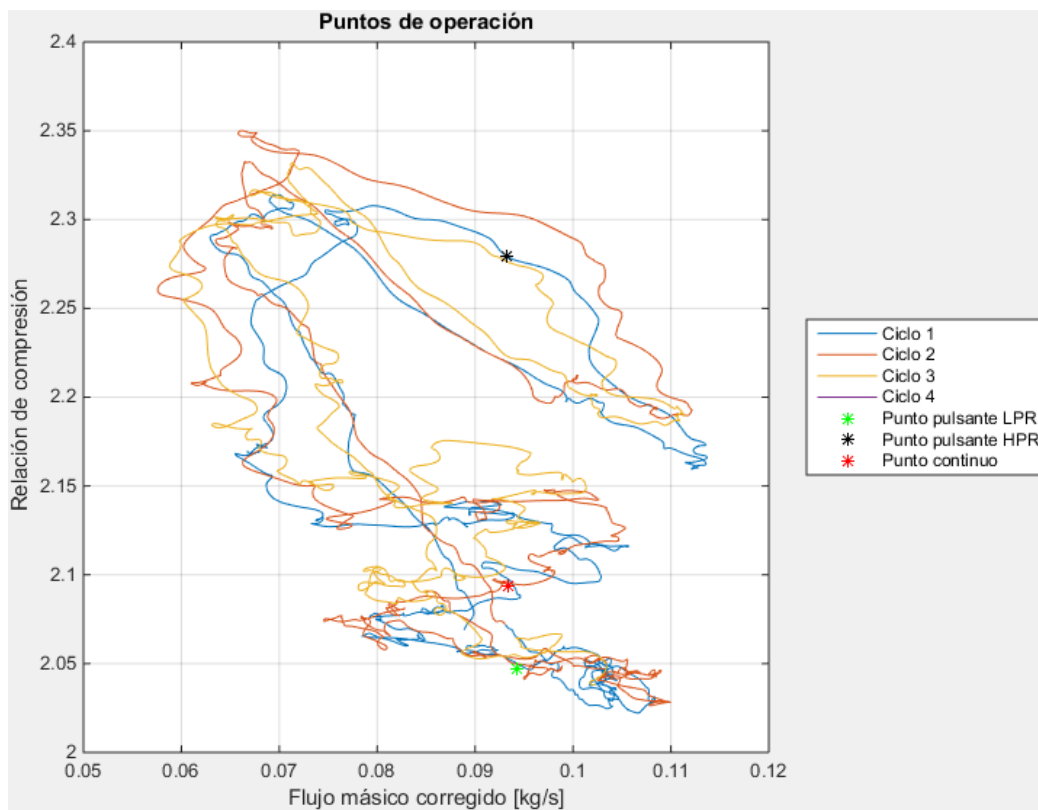 Puntos de operación
2.4
2.35
2.3
2.25
2.2
2.15
2.1
2.05
2
Relación de compresión
0.05
0.06
0.07
0.08
0.09
0.1
0.11
0.12
Flujo másico corregido [kg/s]
Ciclo 1
Ciclo 2
Ciclo 3
Ciclo 4
Punto pulsante LPR
Punto pulsante HPR
Punto continuo